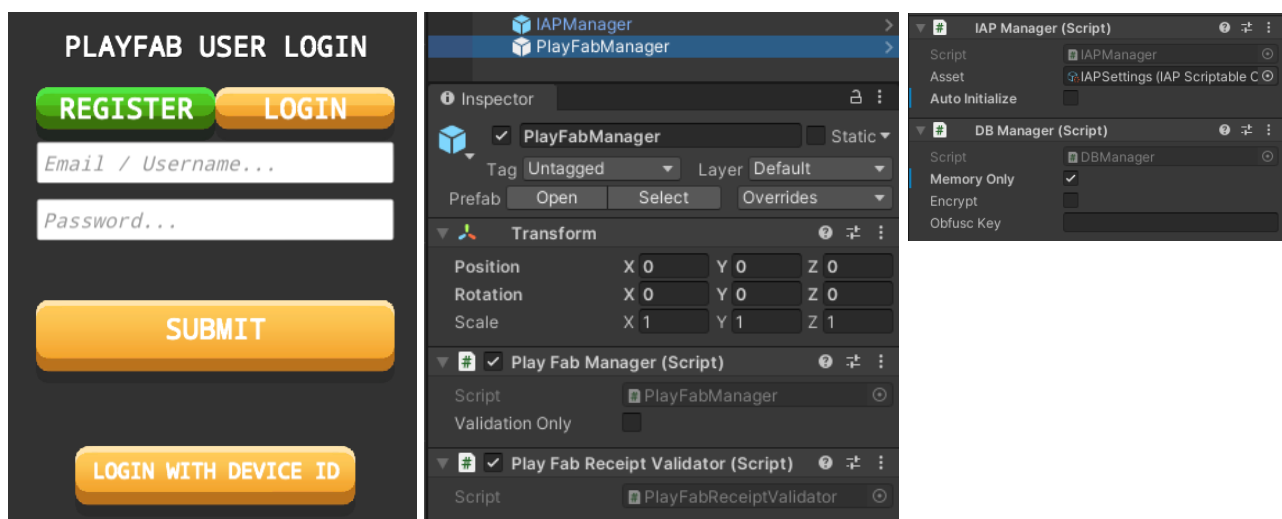 PLAYFAB USER LOGIN
REGISTER LOGIN
Email / Username...
Password...
SUBMIT
LOGIN WITH DEVICE ID
IAPManager
PlayFabManager
Inspector
PlayFabManager Static
Tag Untagged Layer Default
Prefab Open Select Overrides
Transform
Position X 0 Y 0 Z 0
Rotation X 0 Y 0 Z 0
Scale X 1 Y 1 Z 1
# Play Fab Manager (Script)
Script PlayFabManager
Validation Only
# Play Fab Receipt Validator (Script)
Script PlayFabReceiptValidator
# IAP Manager (Script)
Script IAPManager
Asset IAPSettings (IAP Scriptable C
Auto Initialize
# DB Manager (Script)
Script DBManager
Memory Only
Encrypt
Obfusc Key